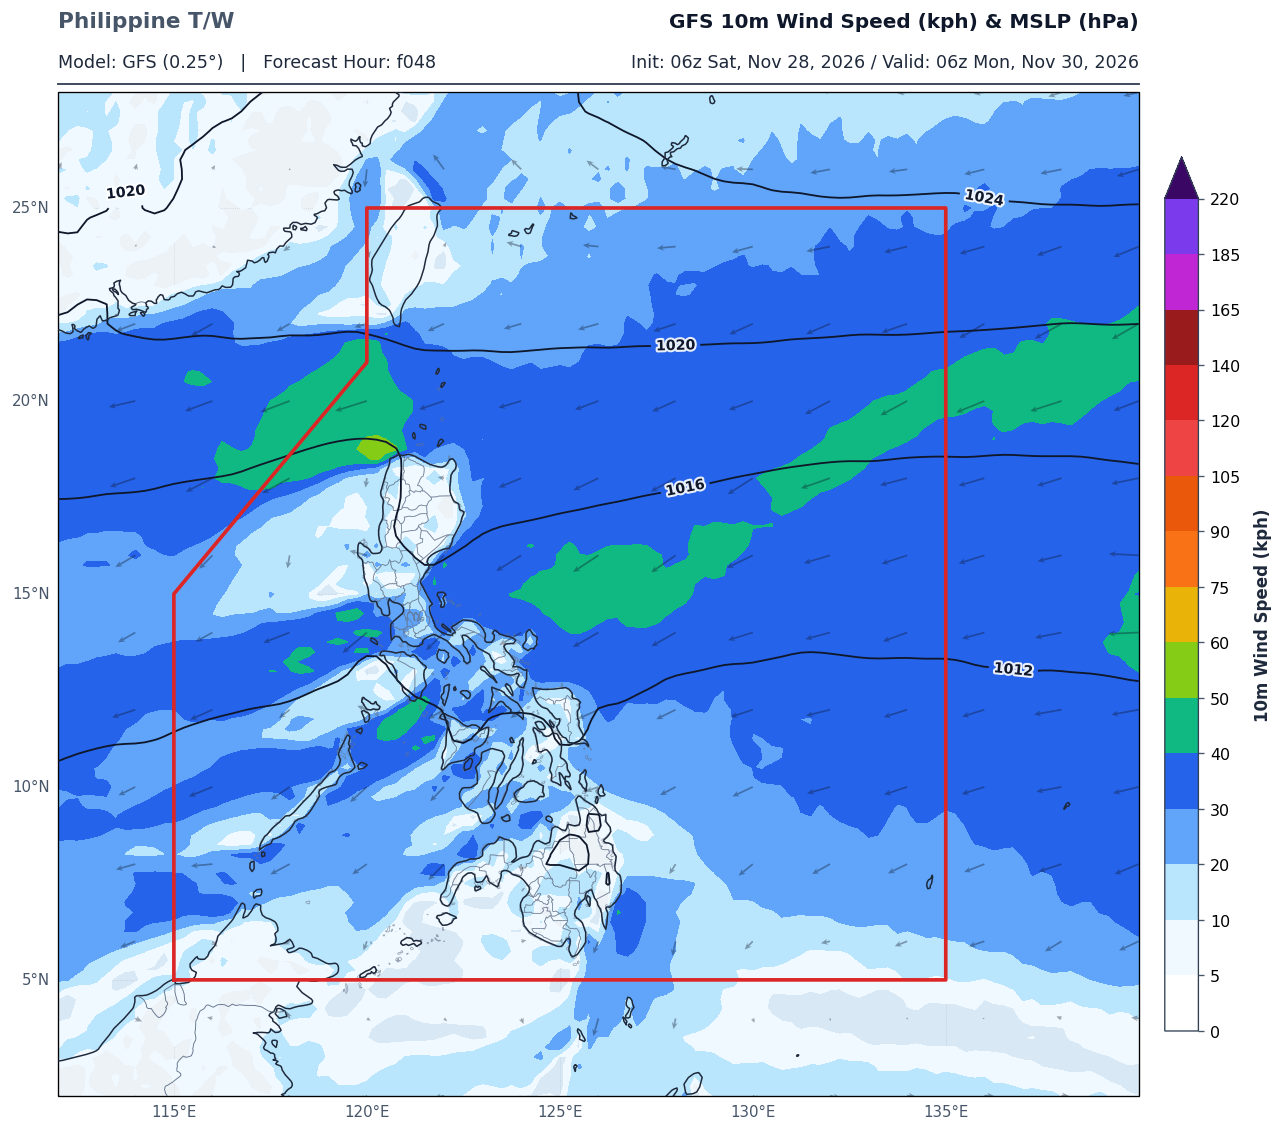 Philippine T/W
GFS 10m Wind Speed (kph) & MSLP (hPa)
Model: GFS (0.25°)   |   Forecast Hour: f048
Init: 06z Sat, Nov 28, 2026 / Valid: 06z Mon, Nov 30, 2026
1020
1024
1020
1016
1012
25°N
20°N
15°N
10°N
5°N
115°E
120°E
125°E
130°E
135°E
220
185
165
140
120
105
90
75
60
50
40
30
20
10
5
0
10m Wind Speed (kph)